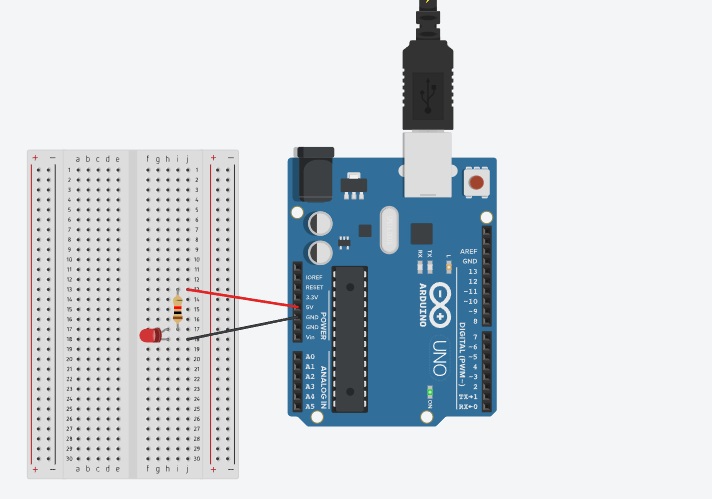 + - a b c d e f g h i j + -
1 1
2 2
3 3
4 4
5 5
6 6
7 7
8 8
9 9
10 10
11 11
12 12
13 13
14 14
15 15
16 16
17 17
18 18
19 19
20 20
21 21
22 22
23 23
24 24
25 25
26 26
27 27
28 28
29 29
30 30
+ - a b c d e f g h i j + -
IOREF
RESET
3.3V
5V
GND
GND
Vin
POWER
A0
A1
A2
A3
A4
A5
ANALOG IN
RX
TX
L
ARDUINO
UNO
ON
AREF
GND
13
12
~11
~10
~9
8
7
~6
~5
4
~3
2
TX→1
RX←0
DIGITAL (PWM~)